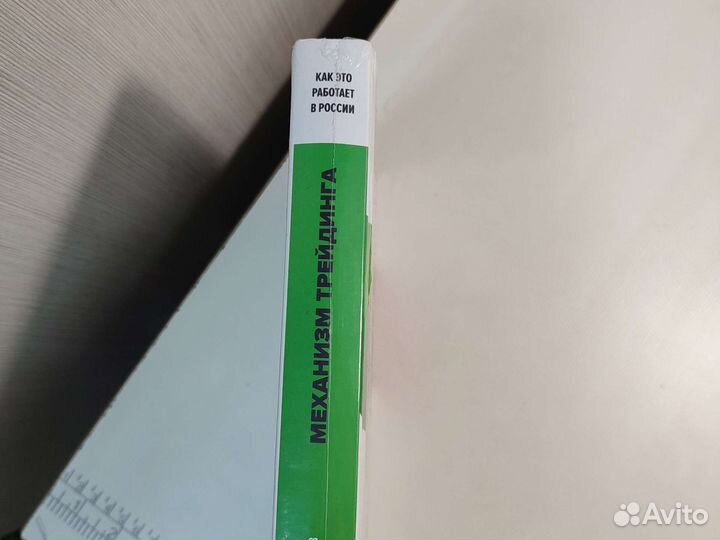 КАК ЭТО
РАБОТАЕТ
В РОССИИ
МЕХАНИЗМ ТРЕЙДИНГА
Avito